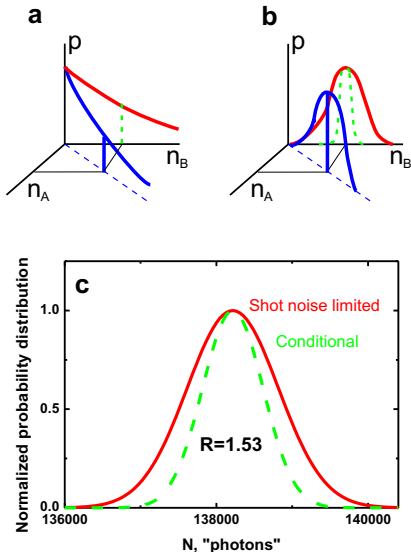 a
b
p
p
n_B
n_B
n_A
n_A
c
Normalized probability distribution
1.0
0.5
0.0
Shot noise limited
Conditional
R=1.53
136000
138000
140000
N, "photons"